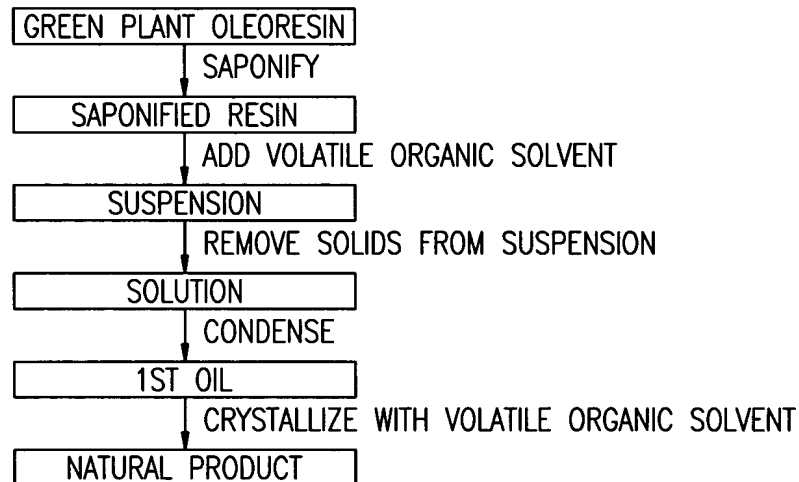 GREEN PLANT OLEORESIN
SAPONIFY
SAPONIFIED RESIN
ADD VOLATILE ORGANIC SOLVENT
SUSPENSION
REMOVE SOLIDS FROM SUSPENSION
SOLUTION
CONDENSE
1ST OIL
CRYSTALLIZE WITH VOLATILE ORGANIC SOLVENT
NATURAL PRODUCT